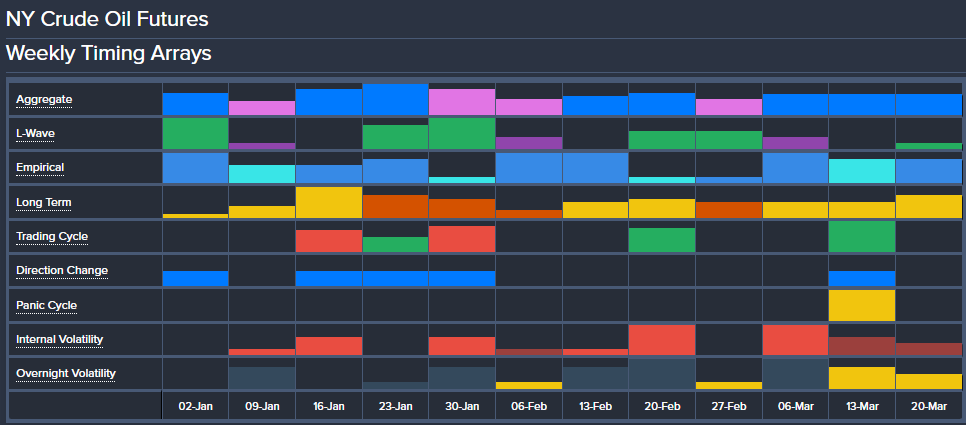 NY Crude Oil Futures
Weekly Timing Arrays
Aggregate
L-Wave
Empirical
Long Term
Trading Cycle
Direction Change
Panic Cycle
Internal Volatility
Overnight Volatility
02-Jan 09-Jan 16-Jan 23-Jan 30-Jan 06-Feb 13-Feb 20-Feb 27-Feb 06-Mar 13-Mar 20-Mar